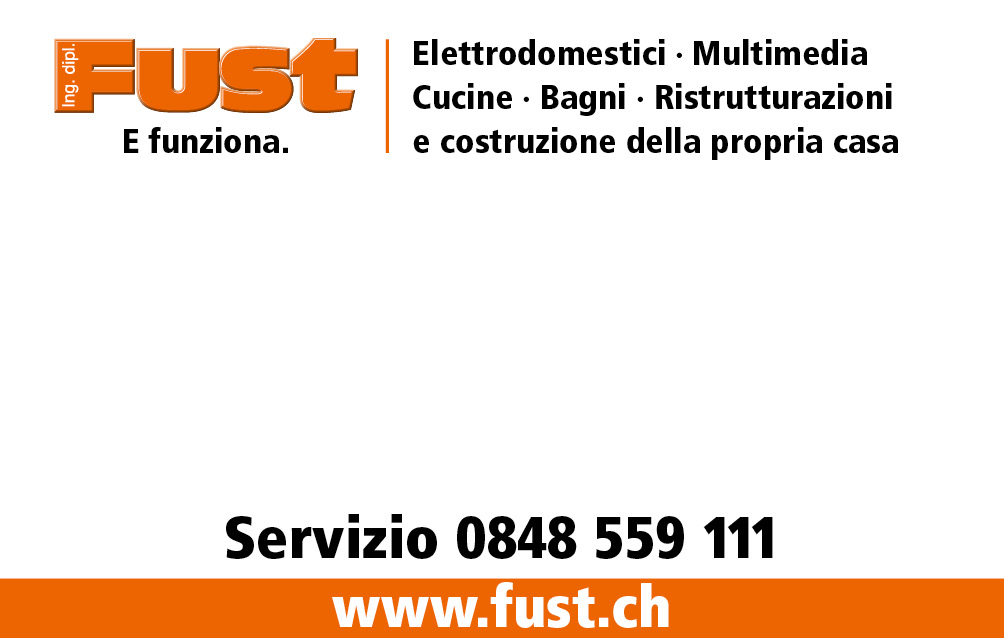 Ing. dipl.
Fust
E funziona.
Elettrodomestici · Multimedia
Cucine · Bagni · Ristrutturazioni
e costruzione della propria casa
Servizio 0848 559 111
www.fust.ch